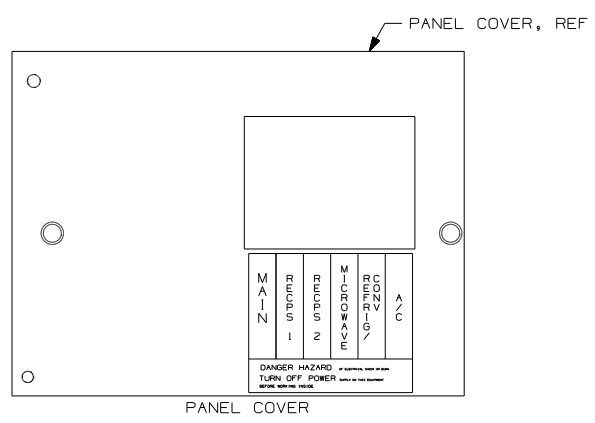 PANEL COVER, REF
MAIN
RECPS 1
RECPS 2
MICROWAVE
REFRIG/
CONV
A/C
DANGER HAZARD OF ELECTRICAL SHOCK OR BURN
TURN OFF POWER SUPPLY ON THIS EQUIPMENT
BEFORE WORKING INSIDE
PANEL COVER